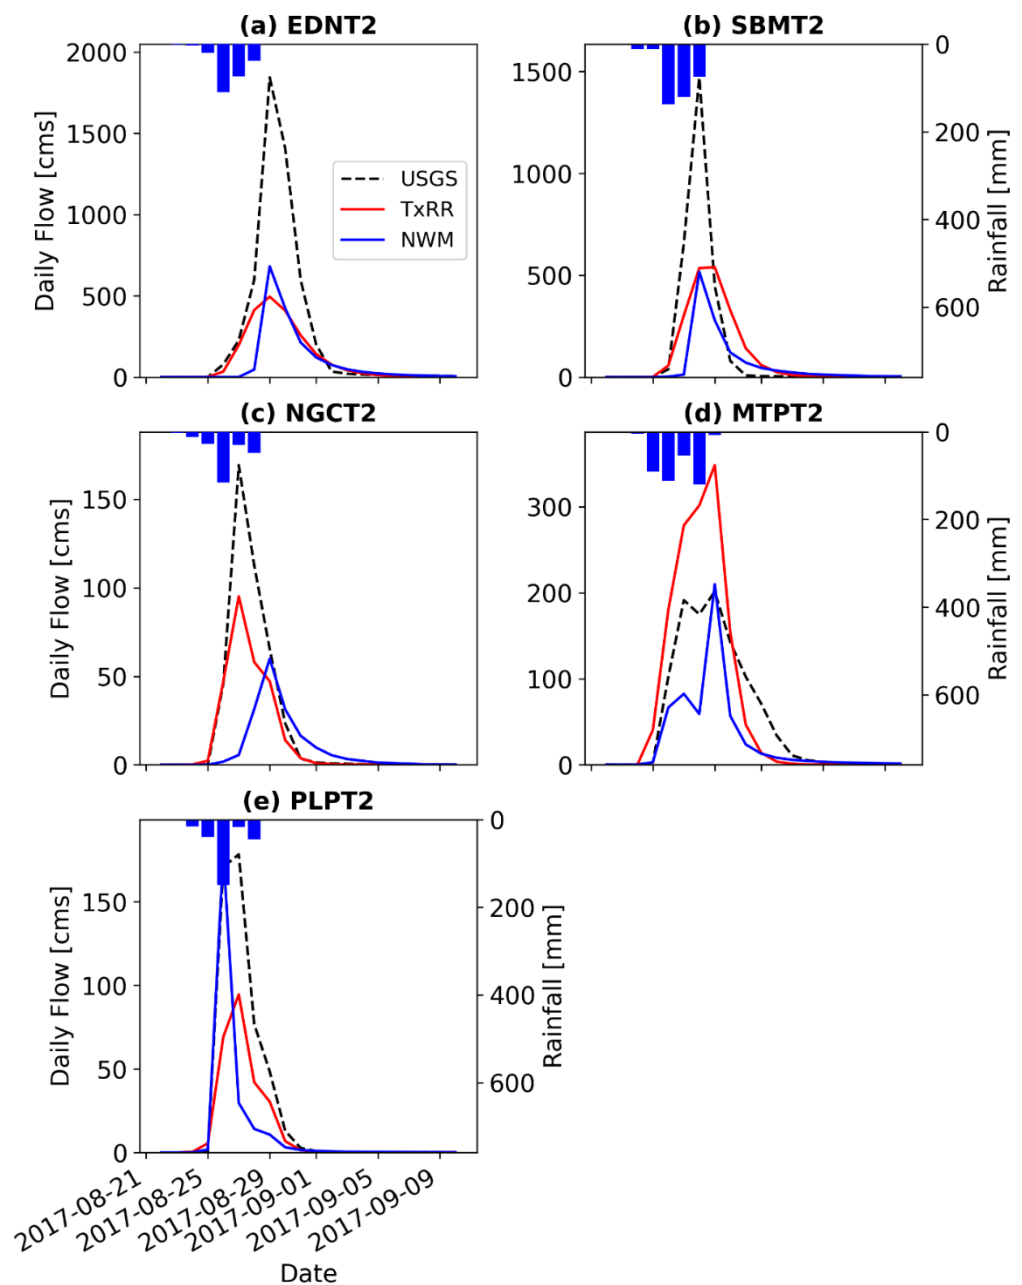 (a) EDNT2
(b) SBMT2
2000
1500
1000
500
0
Daily Flow [cms]
USGS
TxRR
NWM
1500
1000
500
0
0
200
400
600
Rainfall [mm]
(c) NGCT2
(d) MTPT2
150
100
50
0
Daily Flow [cms]
300
200
100
0
0
200
400
600
Rainfall [mm]
(e) PLPT2
150
100
50
0
Daily Flow [cms]
0
200
400
600
Rainfall [mm]
2017-08-21
2017-08-25
2017-08-29
2017-09-01
2017-09-05
2017-09-09
Date